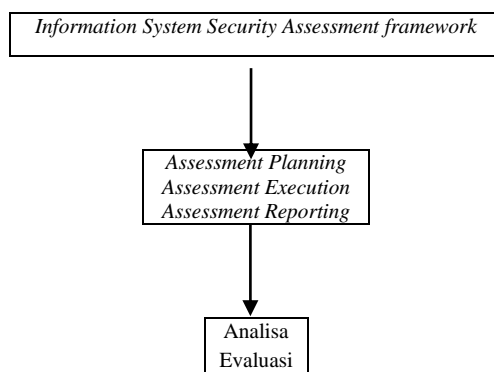 Information System Security Assessment framework
Assessment Planning
Assessment Execution
Assessment Reporting
Analisa
Evaluasi